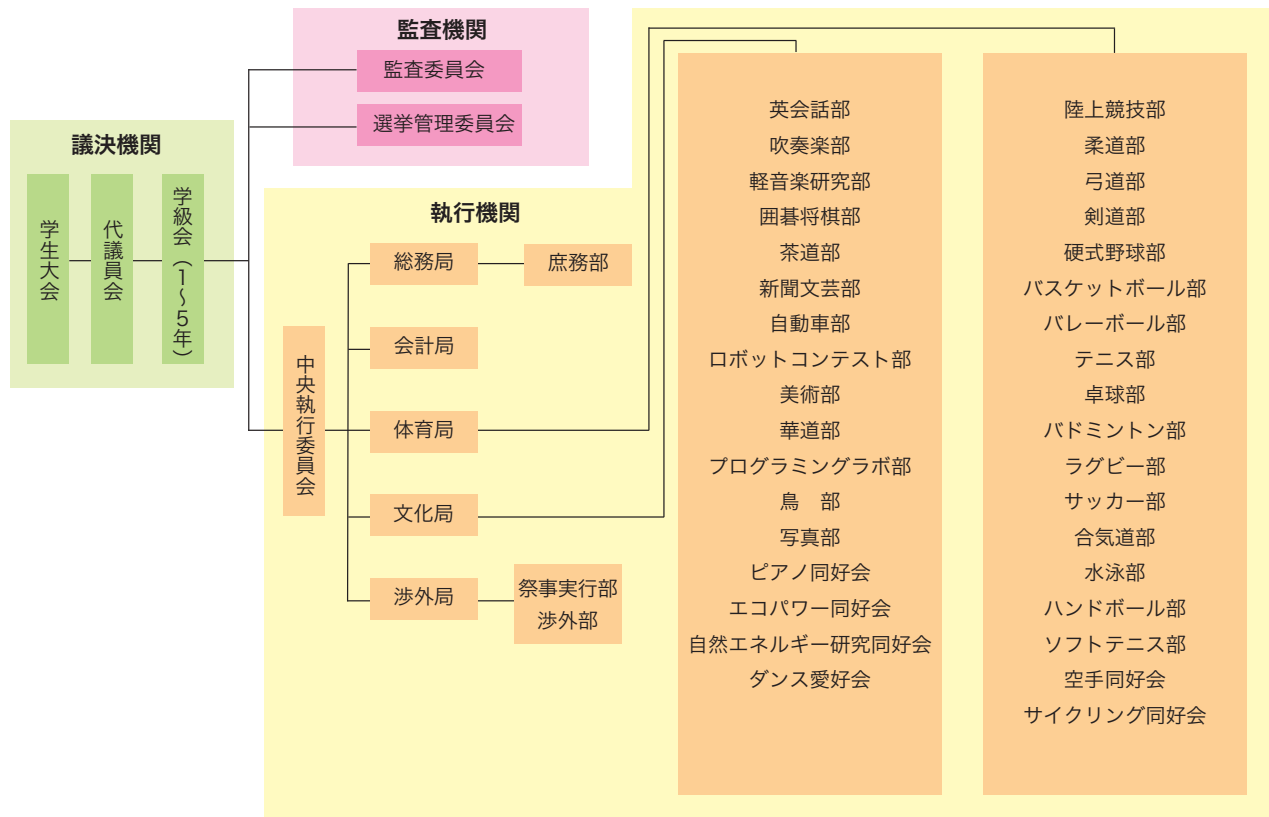 議決機関
学生大会
代議員会
学級会（1～5年）
監査機関
監査委員会
選挙管理委員会
執行機関
中央執行委員会
総務局
庶務部
会計局
体育局
文化局
渉外局
祭事実行部
渉外部
英会話部
吹奏楽部
軽音楽研究部
囲碁将棋部
茶道部
新聞文芸部
自動車部
ロボットコンテスト部
美術部
華道部
プログラミングラボ部
鳥　部
写真部
ピアノ同好会
エコパワー同好会
自然エネルギー研究同好会
ダンス愛好会
陸上競技部
柔道部
弓道部
剣道部
硬式野球部
バスケットボール部
バレーボール部
テニス部
卓球部
バドミントン部
ラグビー部
サッカー部
合気道部
水泳部
ハンドボール部
ソフトテニス部
空手同好会
サイクリング同好会